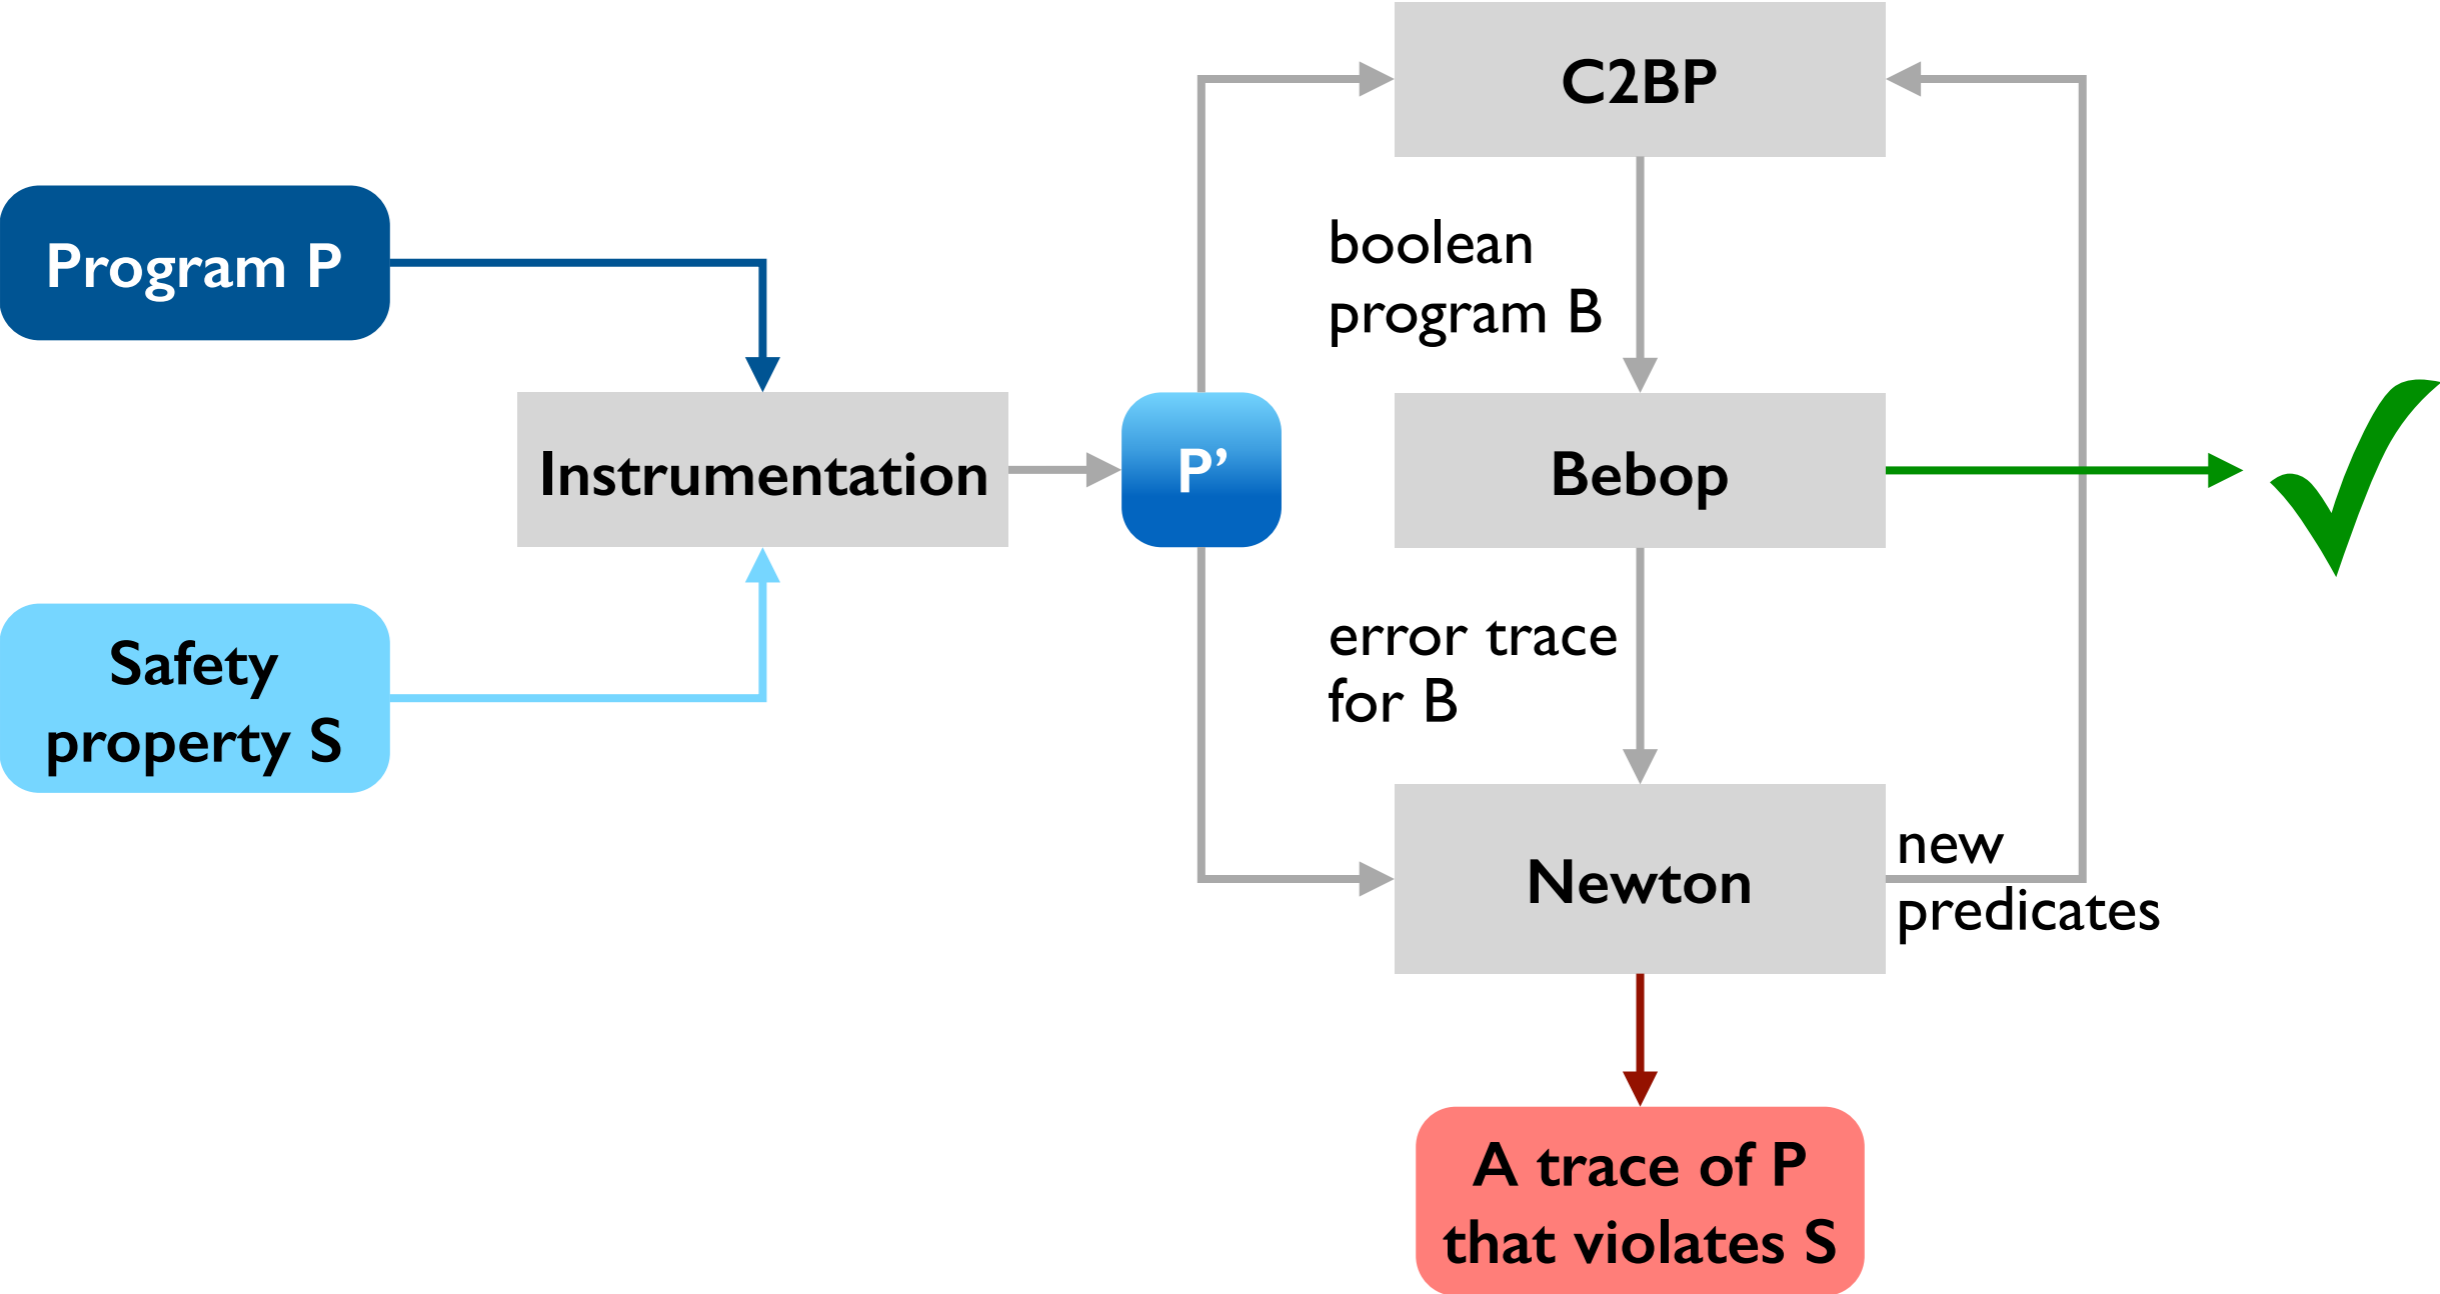 C2BP
Program P
boolean
program B
Instrumentation
P’
Bebop
Safety
property S
error trace
for B
Newton
new
predicates
A trace of P
that violates S